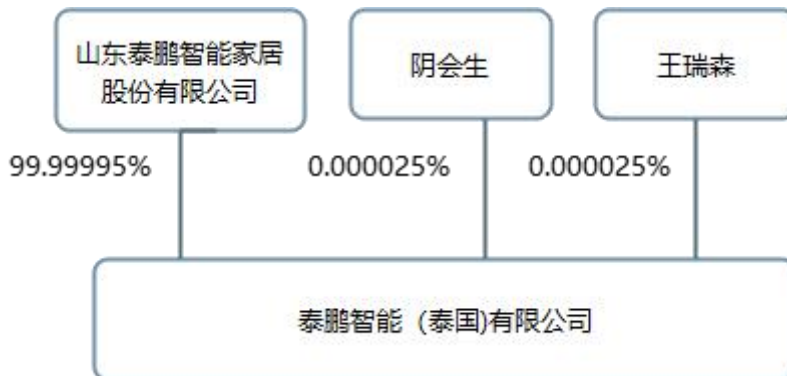 山东泰鹏智能家居
股份有限公司
阴会生
王瑞森
99.99995%
0.000025%
0.000025%
泰鹏智能（泰国)有限公司